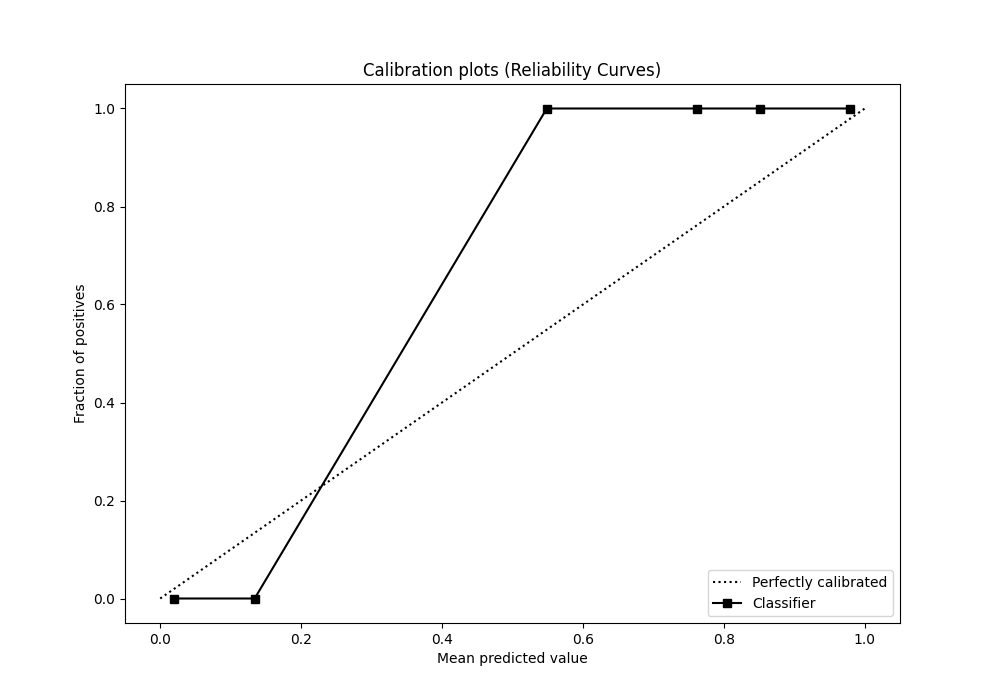 Calibration plots (Reliability Curves)
1.0
0.8
0.6
0.4
0.2
0.0
Fraction of positives
Perfectly calibrated
Classifier
0.0 0.2 0.4 0.6 0.8 1.0
Mean predicted value